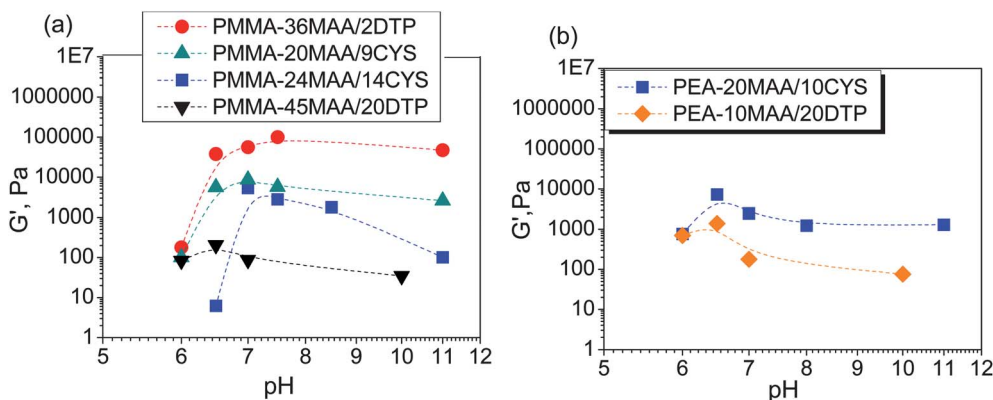 (a)
PMMA-36MAA/2DTP
PMMA-20MAA/9CYS
PMMA-24MAA/14CYS
PMMA-45MAA/20DTP
1E7
1000000
100000
10000
1000
100
10
1
G', Pa
5 6 7 8 9 10 11 12
pH
(b)
PEA-20MAA/10CYS
PEA-10MAA/20DTP
1E7
1000000
100000
10000
1000
100
10
1
G',Pa
5 6 7 8 9 10 11 12
pH